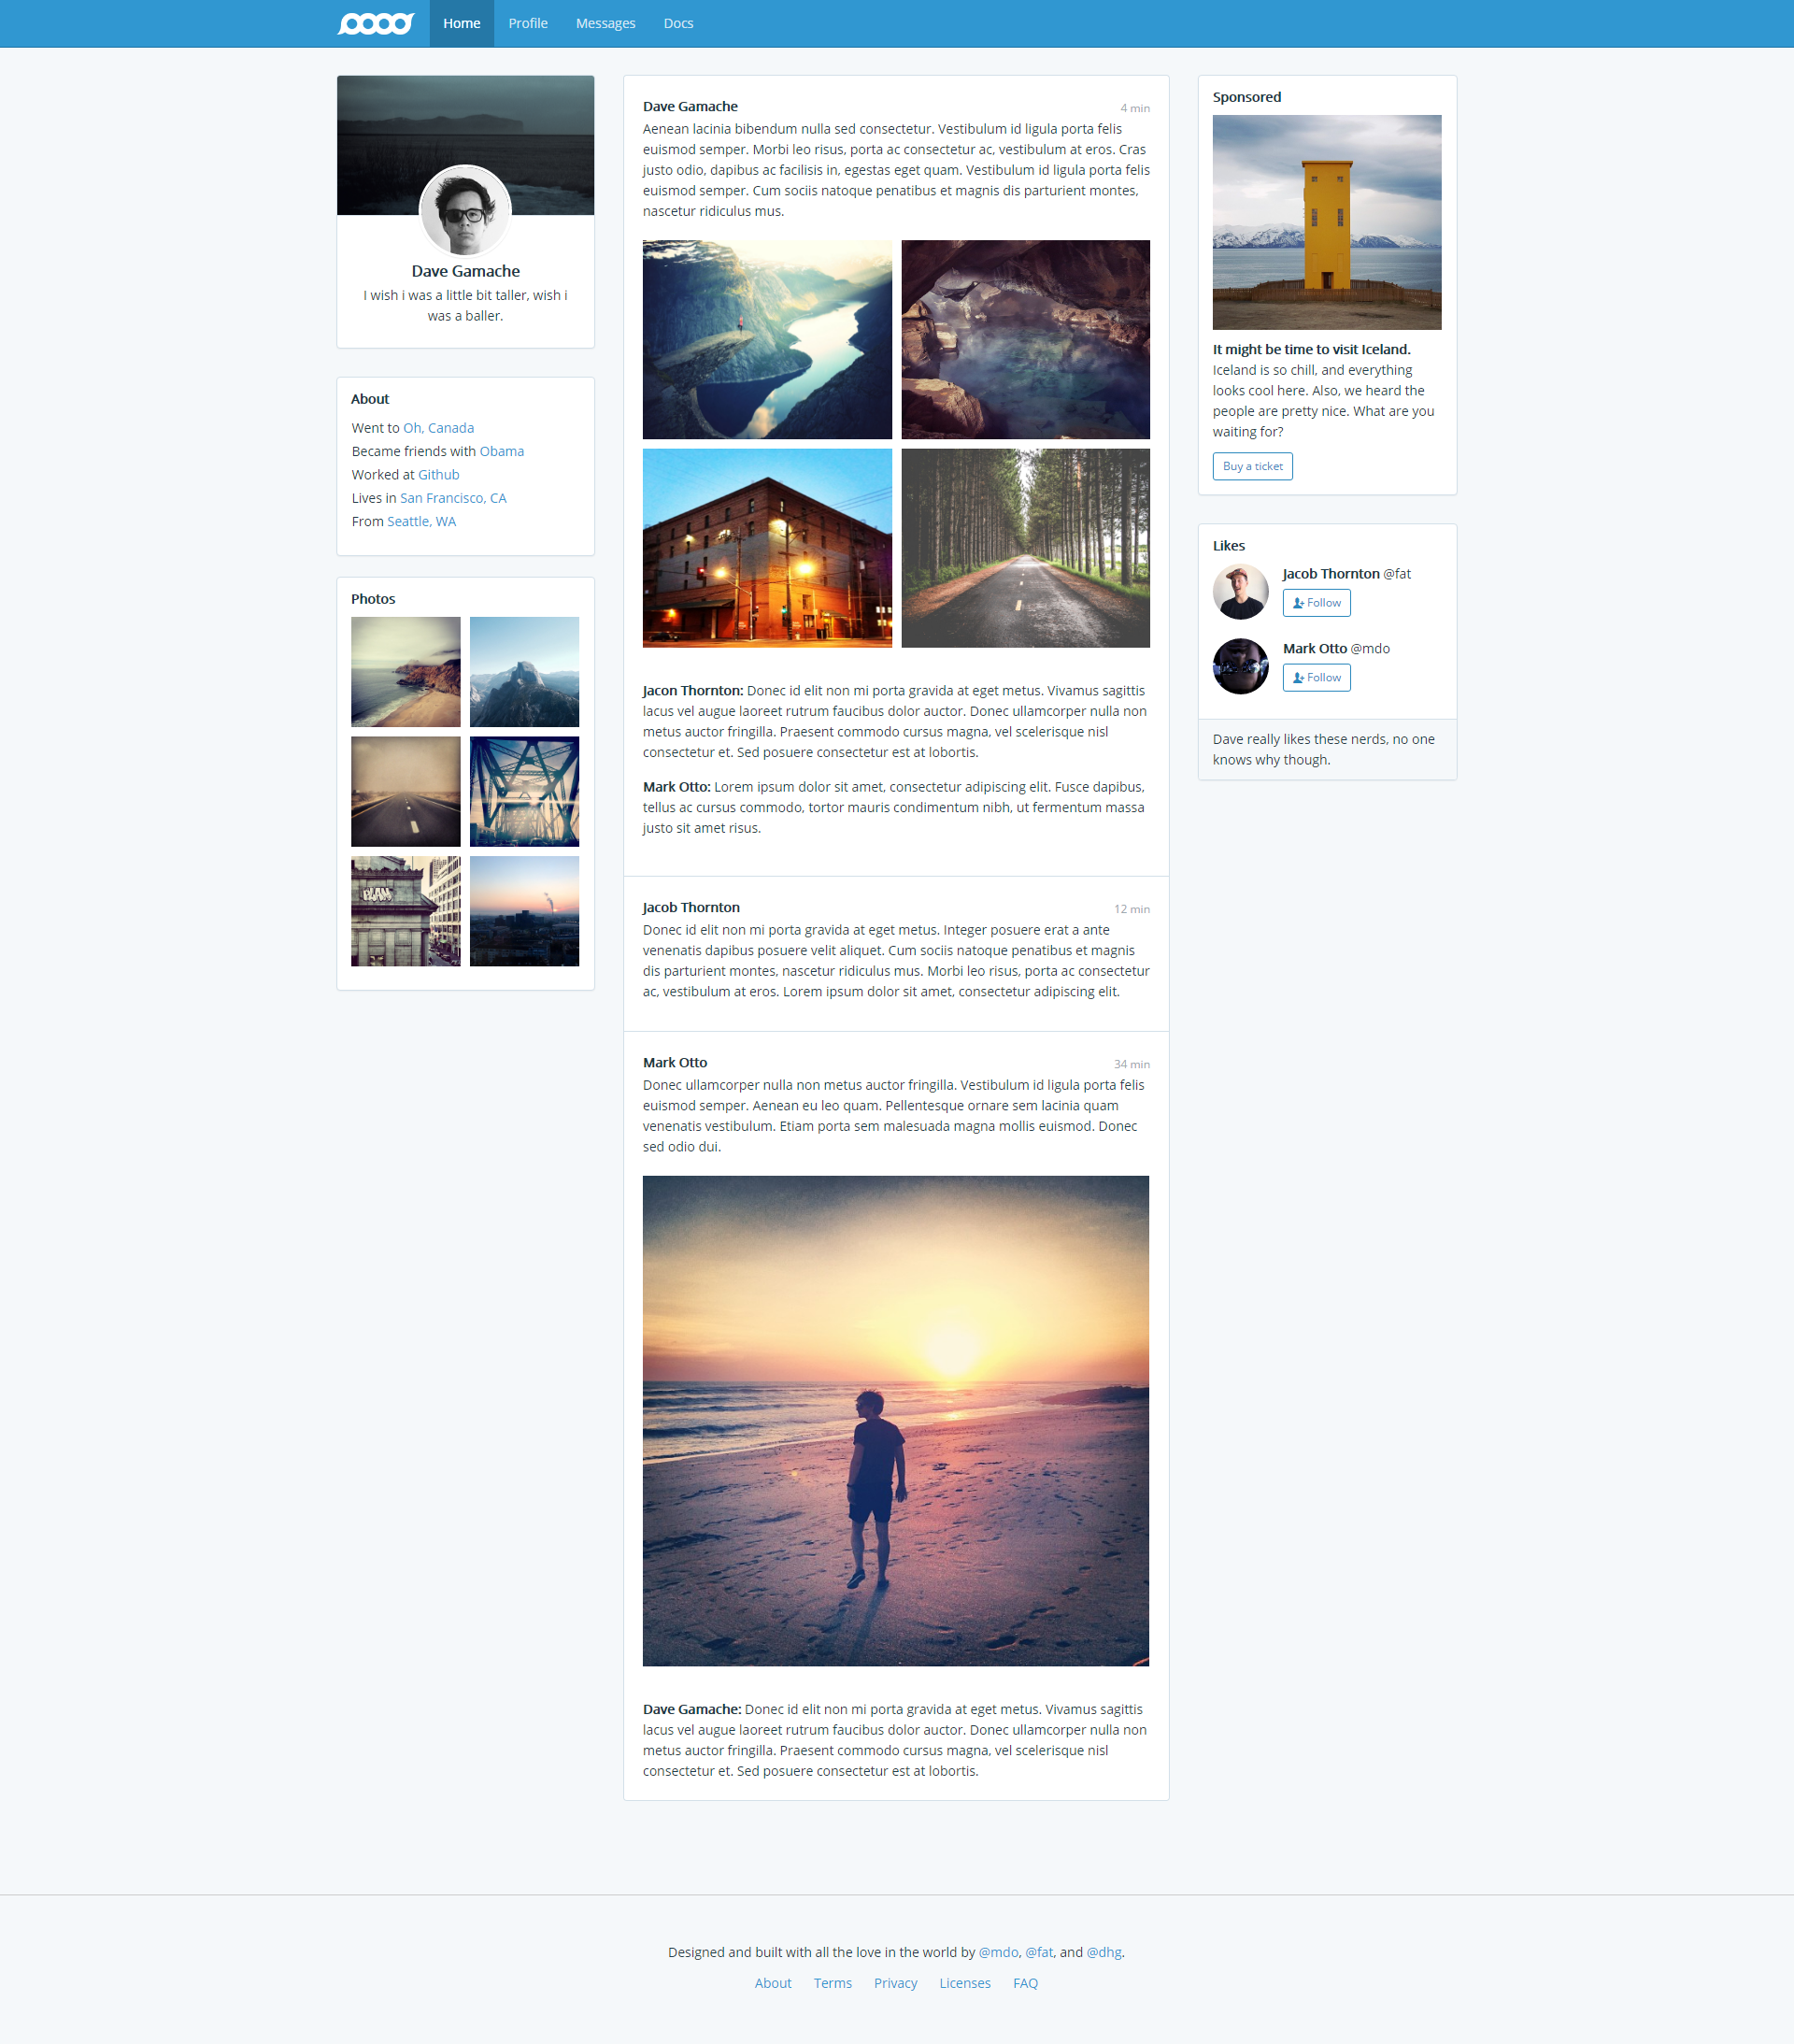 Home Profile Messages Docs
Dave Gamache
I wish i was a little bit taller, wish i
was a baller.
About
Went to Oh, Canada
Became friends with Obama
Worked at Github
Lives in San Francisco, CA
From Seattle, WA
Photos
Dave Gamache 4 min
Aenean lacinia bibendum nulla sed consectetur. Vestibulum id ligula porta felis
euismod semper. Morbi leo risus, porta ac consectetur ac, vestibulum at eros. Cras
justo odio, dapibus ac facilisis in, egestas eget quam. Vestibulum id ligula porta felis
euismod semper. Cum sociis natoque penatibus et magnis dis parturient montes,
nascetur ridiculus mus.
Jacon Thornton: Donec id elit non mi porta gravida at eget metus. Vivamus sagittis
lacus vel augue laoreet rutrum faucibus dolor auctor. Donec ullamcorper nulla non
metus auctor fringilla. Praesent commodo cursus magna, vel scelerisque nisl
consectetur et. Sed posuere consectetur est at lobortis.
Mark Otto: Lorem ipsum dolor sit amet, consectetur adipiscing elit. Fusce dapibus,
tellus ac cursus commodo, tortor mauris condimentum nibh, ut fermentum massa
justo sit amet risus.
Jacob Thornton 12 min
Donec id elit non mi porta gravida at eget metus. Integer posuere erat a ante
venenatis dapibus posuere velit aliquet. Cum sociis natoque penatibus et magnis
dis parturient montes, nascetur ridiculus mus. Morbi leo risus, porta ac consectetur
ac, vestibulum at eros. Lorem ipsum dolor sit amet, consectetur adipiscing elit.
Mark Otto 34 min
Donec ullamcorper nulla non metus auctor fringilla. Vestibulum id ligula porta felis
euismod semper. Aenean eu leo quam. Pellentesque ornare sem lacinia quam
venenatis vestibulum. Etiam porta sem malesuada magna mollis euismod. Donec
sed odio dui.
Dave Gamache: Donec id elit non mi porta gravida at eget metus. Vivamus sagittis
lacus vel augue laoreet rutrum faucibus dolor auctor. Donec ullamcorper nulla non
metus auctor fringilla. Praesent commodo cursus magna, vel scelerisque nisl
consectetur et. Sed posuere consectetur est at lobortis.
Sponsored
It might be time to visit Iceland.
Iceland is so chill, and everything
looks cool here. Also, we heard the
people are pretty nice. What are you
waiting for?
Buy a ticket
Likes
Jacob Thornton @fat
Follow
Mark Otto @mdo
Follow
Dave really likes these nerds, no one
knows why though.
Designed and built with all the love in the world by @mdo, @fat, and @dhg.
About Terms Privacy Licenses FAQ